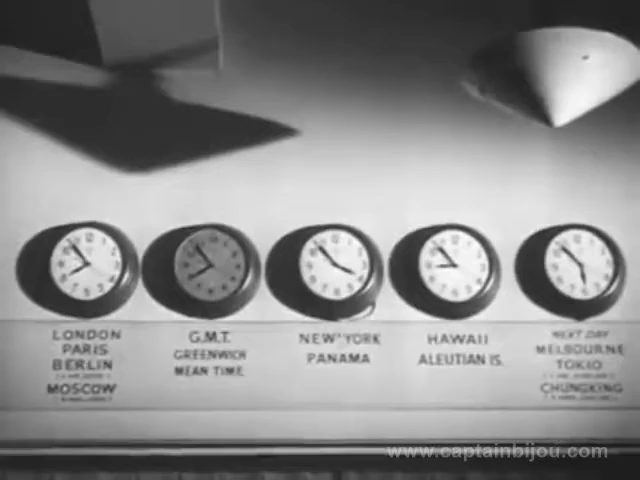 LONDON
PARIS
BERLIN
MOSCOW
G.M.T.
GREENWICH
MEAN TIME
NEW YORK
PANAMA
HAWAII
ALEUTIAN IS.
NEXT DAY
MELBOURNE
TOKIO
CHUNGKING
www.captainbijou.com